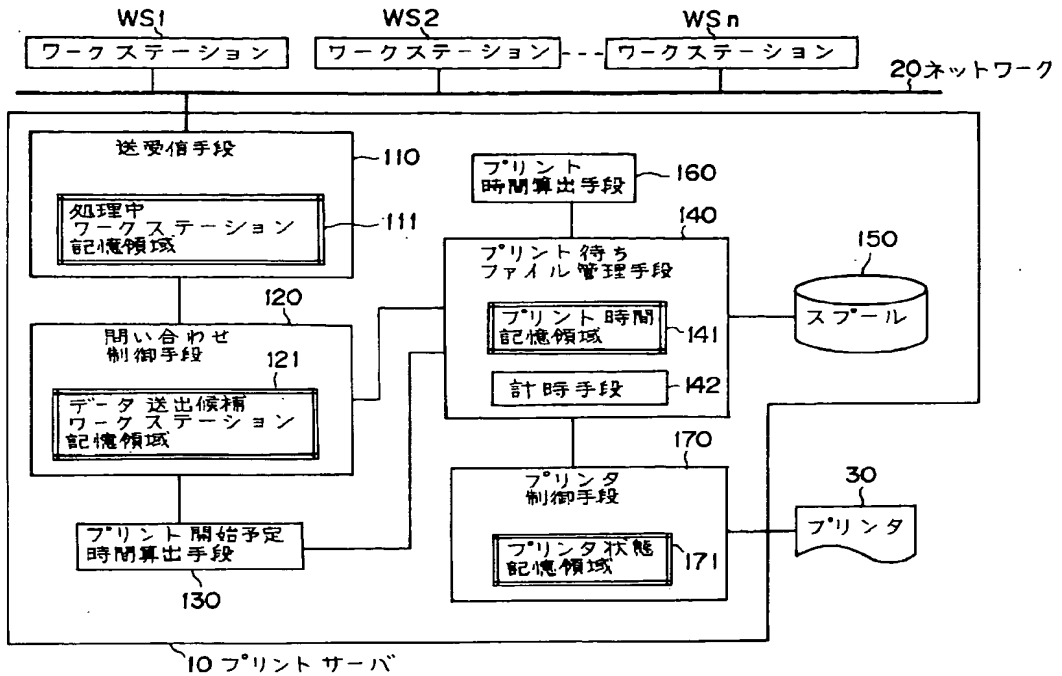 WS1
WS2
WSn
ワークステーション
ワークステーション
ワークステーション
20 ネットワーク
送受信手段
110
処理中
ワークステーション
記憶領域
111
プリント
時間算出手段
160
140
プリント待ち
ファイル管理手段
プリント時間
記憶領域
141
計時手段
142
150
スプール
120
問い合わせ
制御手段
121
データ送出候補
ワークステーション
記憶領域
プリント開始予定
時間算出手段
130
170
プリンタ
制御手段
プリンタ状態
記憶領域
171
30
プリンタ
10 プリントサーバ